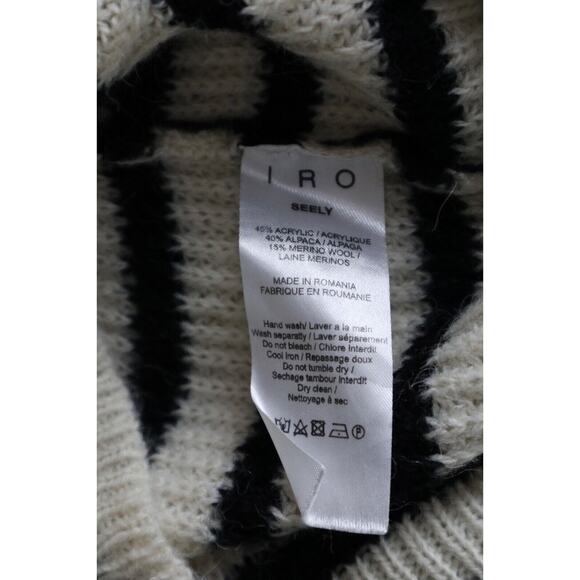 IRO
SEELY
45% ACRYLIC / ACRYLIQUE
40% ALPACA / ALPAGA
15% MERINO WOOL /
LAINE MERINOS
MADE IN ROMANIA
FABRIQUE EN ROUMANIE
Hand wash/ Laver a la main
Wash separatly / Laver séparement
Do not bleach / Chlore Interdit
Cool Iron / Repassage doux
Do not tumble dry /
Sechage tambour Interdit
Dry clean /
Nettoyage à sec
P